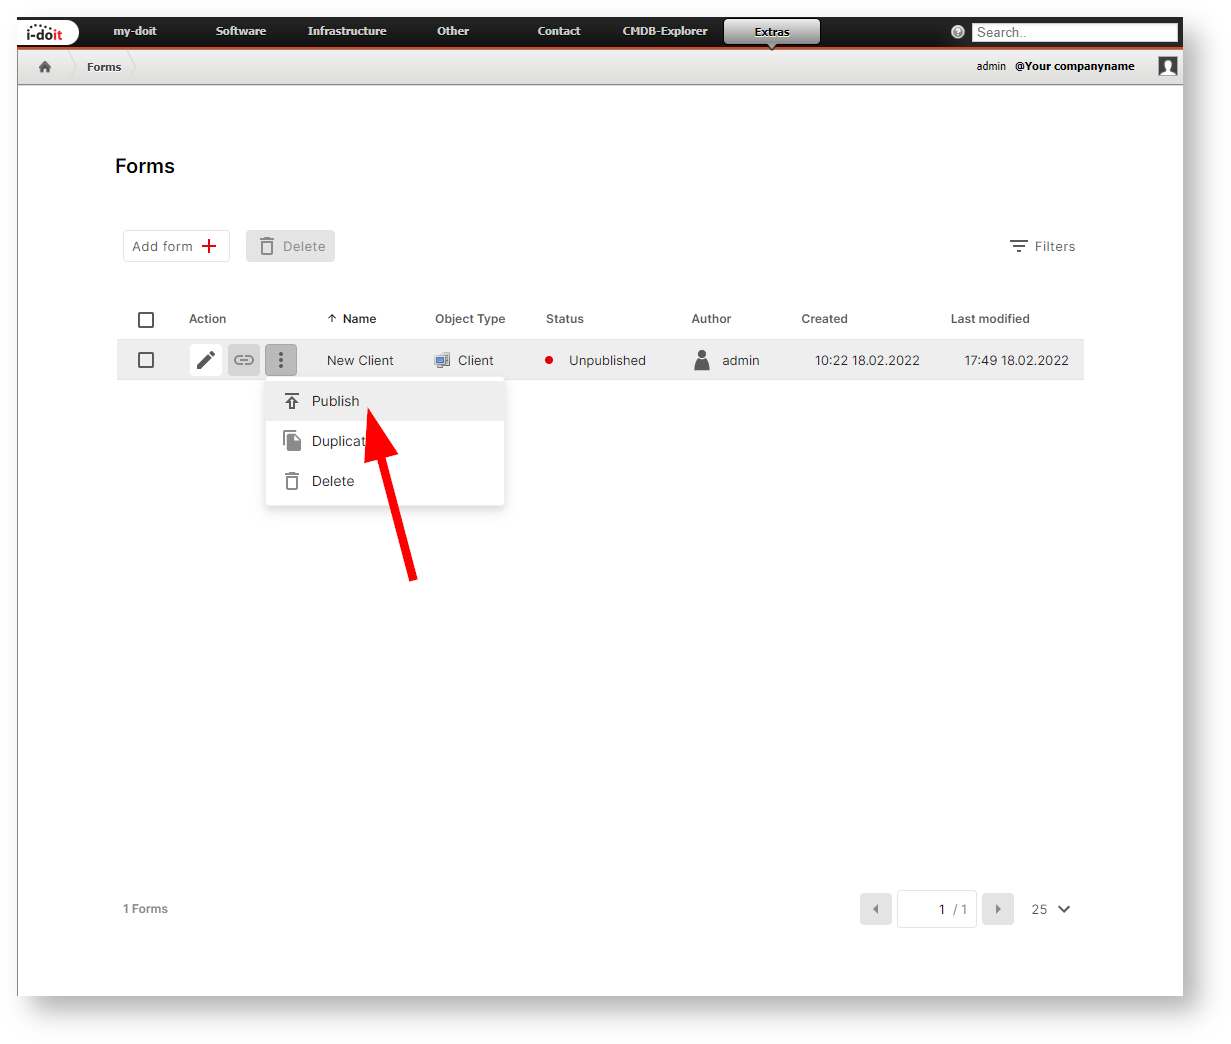 i-doit my-doit Software Infrastructure Other Contact CMDB-Explorer Extras Search..
Forms admin @Your companyname
Forms
Add form Delete Filters
Action Name Object Type Status Author Created Last modified
New Client Client Unpublished admin 10:22 18.02.2022 17:49 18.02.2022
Publish
Duplicat
Delete
1 Forms 1 / 1 25